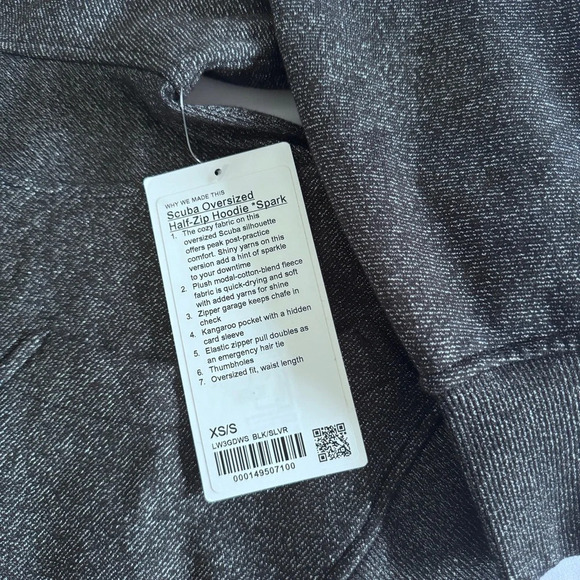 WHY WE MADE THIS
Scuba Oversized
Half-Zip Hoodie *Spark
1. The cozy fabric on this
oversized Scuba silhouette
offers peak post-practice
comfort. Shiny yarns on this
version add a hint of sparkle
to your downtime
2. Plush modal-cotton-blend fleece
fabric is quick-drying and soft
with added yarns for shine
3. Zipper garage keeps chafe in
check
4. Kangaroo pocket with a hidden
card sleeve
5. Elastic zipper pull doubles as
an emergency hair tie
6. Thumbholes
7. Oversized fit, waist length
XS/S
LW3GDWS BLK/SLVR
000149507100